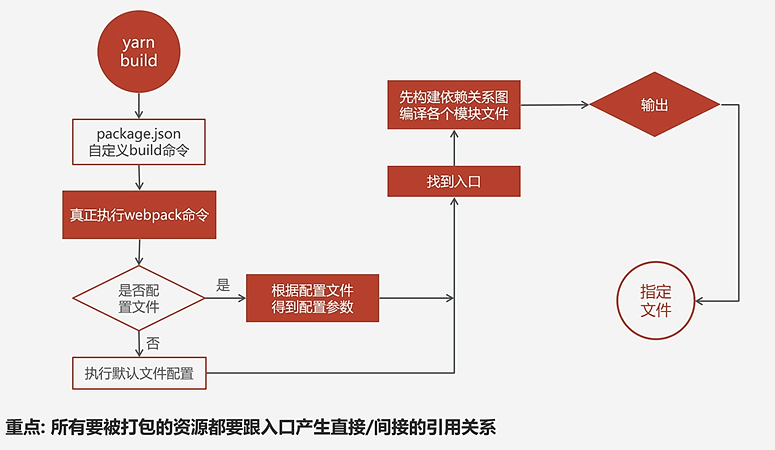 yarn
build
package.json
自定义build命令
真正执行webpack命令
是否配
置文件
是
根据配置文件
得到配置参数
否
执行默认文件配置
找到入口
先构建依赖关系图
编译各个模块文件
输出
指定
文件
重点: 所有要被打包的资源都要跟入口产生直接/间接的引用关系